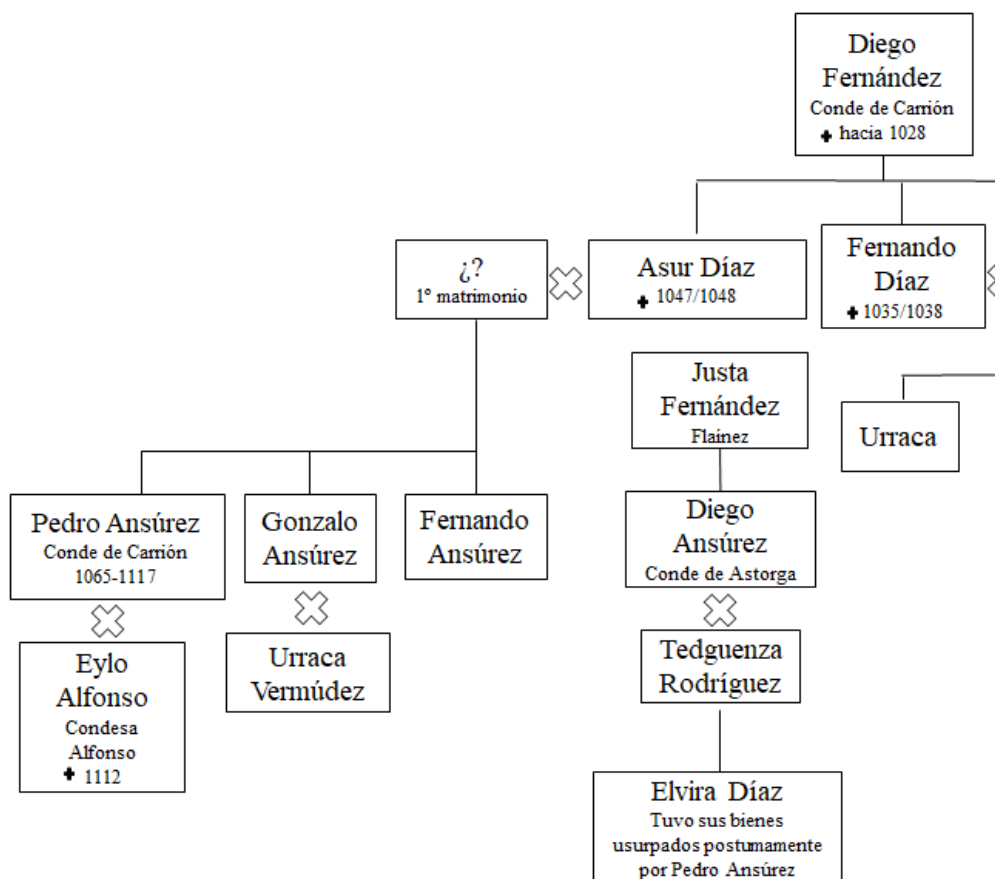 Diego
Fernández
Conde de Carrión
✝ hacia 1028
¿?
1º matrimonio
Asur Díaz
✝ 1047/1048
Fernando
Díaz
✝ 1035/1038
Justa
Fernández
Flainez
Urraca
Pedro Ansúrez
Conde de Carrión
1065-1117
Gonzalo
Ansúrez
Fernando
Ansúrez
Diego
Ansúrez
Conde de Astorga
Eylo
Alfonso
Condesa
Alfonso
✝ 1112
Urraca
Vermúdez
Tedguenza
Rodríguez
Elvira Díaz
Tuvo sus bienes
usurpados postumamente
por Pedro Ansúrez